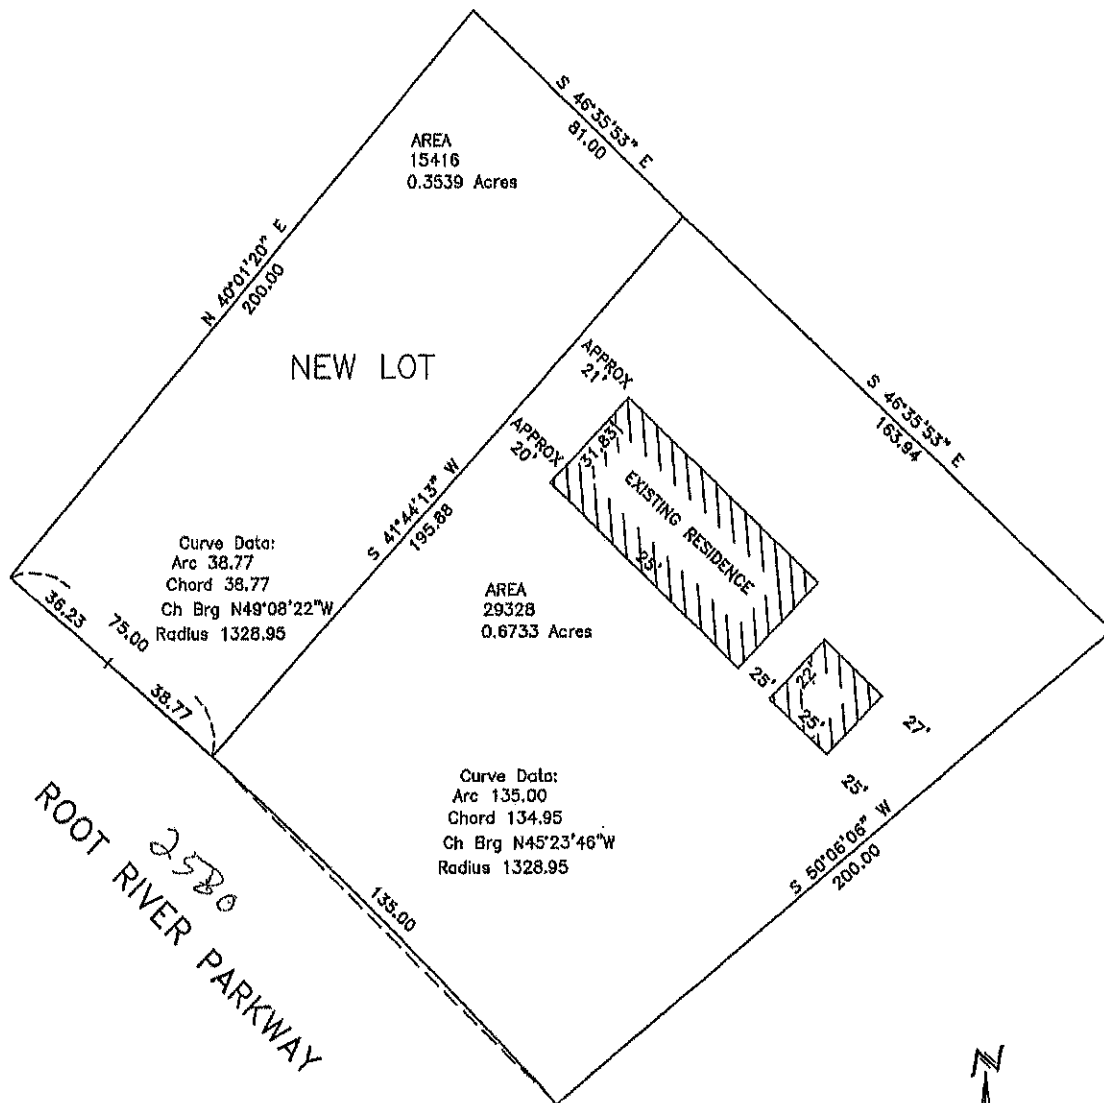 S 46°35'53" E
81.00
AREA
15416
0.3539 Acres
N 40°01'20" E
200.00
NEW LOT
APPROX
21'
S 46°35'53" E
163.94
APPROX
20'
31.83'
EXISTING RESIDENCE
25'
S 41°44'13" W
195.88
Curve Data:
Arc 38.77
Chord 38.77
Ch Brg N49°08'22"W
Radius 1328.95
36.23
75.00
38.77
AREA
29328
0.6733 Acres
25'
22'
25'
27'
25'
Curve Data:
Arc 135.00
Chord 134.95
Ch Brg N45°23'46"W
Radius 1328.95
S 50°06'06" W
200.00
135.00
2580
ROOT RIVER PARKWAY
N